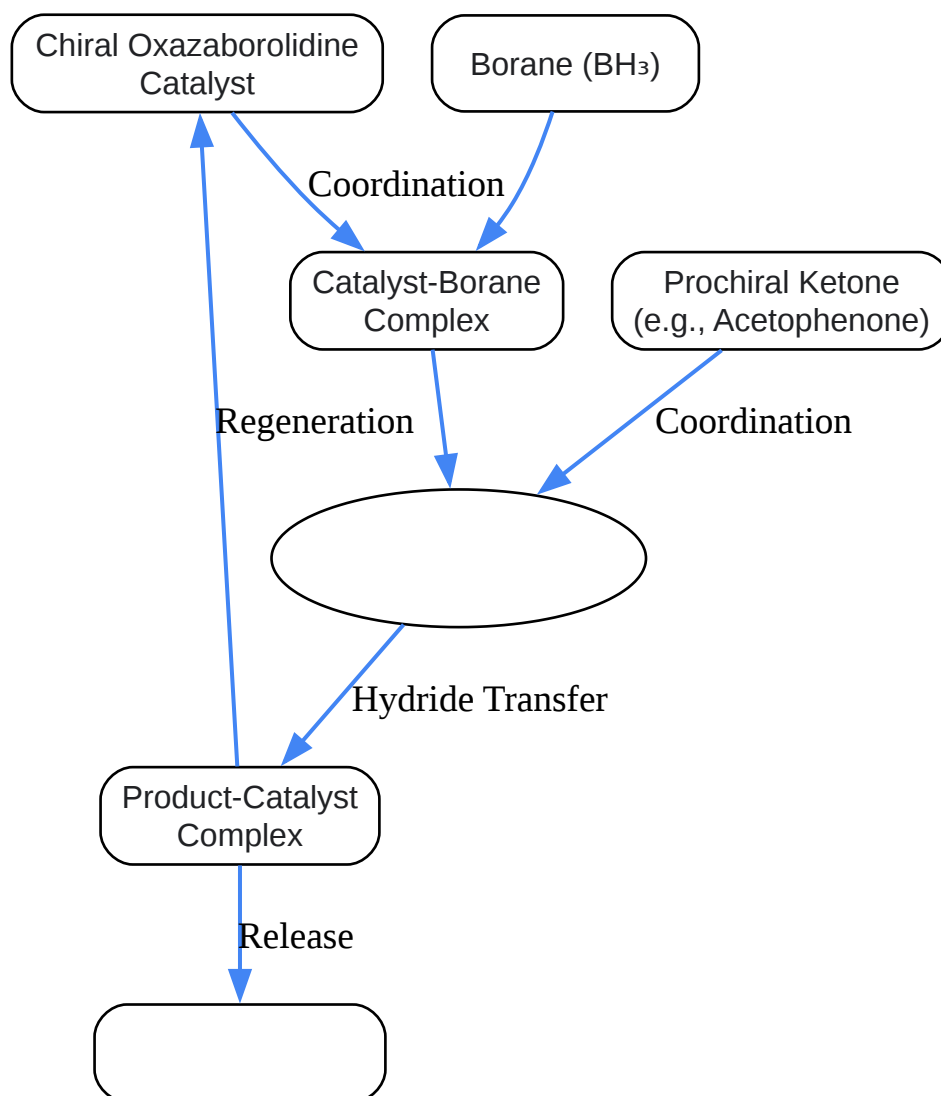 Chiral Oxazaborolidine
Catalyst
Borane (BH₃)
Coordination
Catalyst-Borane
Complex
Prochiral Ketone
(e.g., Acetophenone)
Regeneration
Coordination
Hydride Transfer
Product-Catalyst
Complex
Release